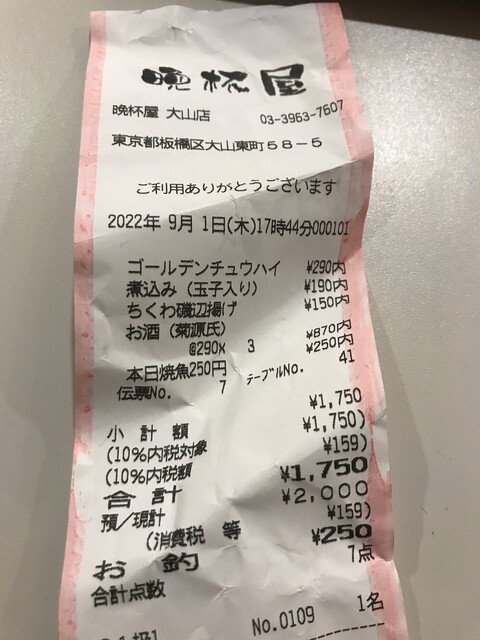 晩杯屋
晩杯屋 大山店 03-3963-7607
東京都板橋区大山東町58-5
ご利用ありがとうございます
2022年 9月 1日(木)17時44分000101
ゴールデンチュウハイ ¥290内
煮込み(玉子入り) ¥190内
ちくわ磯辺揚げ ¥150内
お酒(菊源氏)
@290× 3 ¥870内
本日焼魚250円 ¥250内
伝票No. 7 テーブルNo. 41
小計額 ¥1,750
(10%内税対象 ¥1,750)
(10%内税額 ¥159)
合計 ¥1,750
預/現計 ¥2,000
(消費税 等 ¥159)
お釣 ¥250
合計点数 7点
No.0109 1名